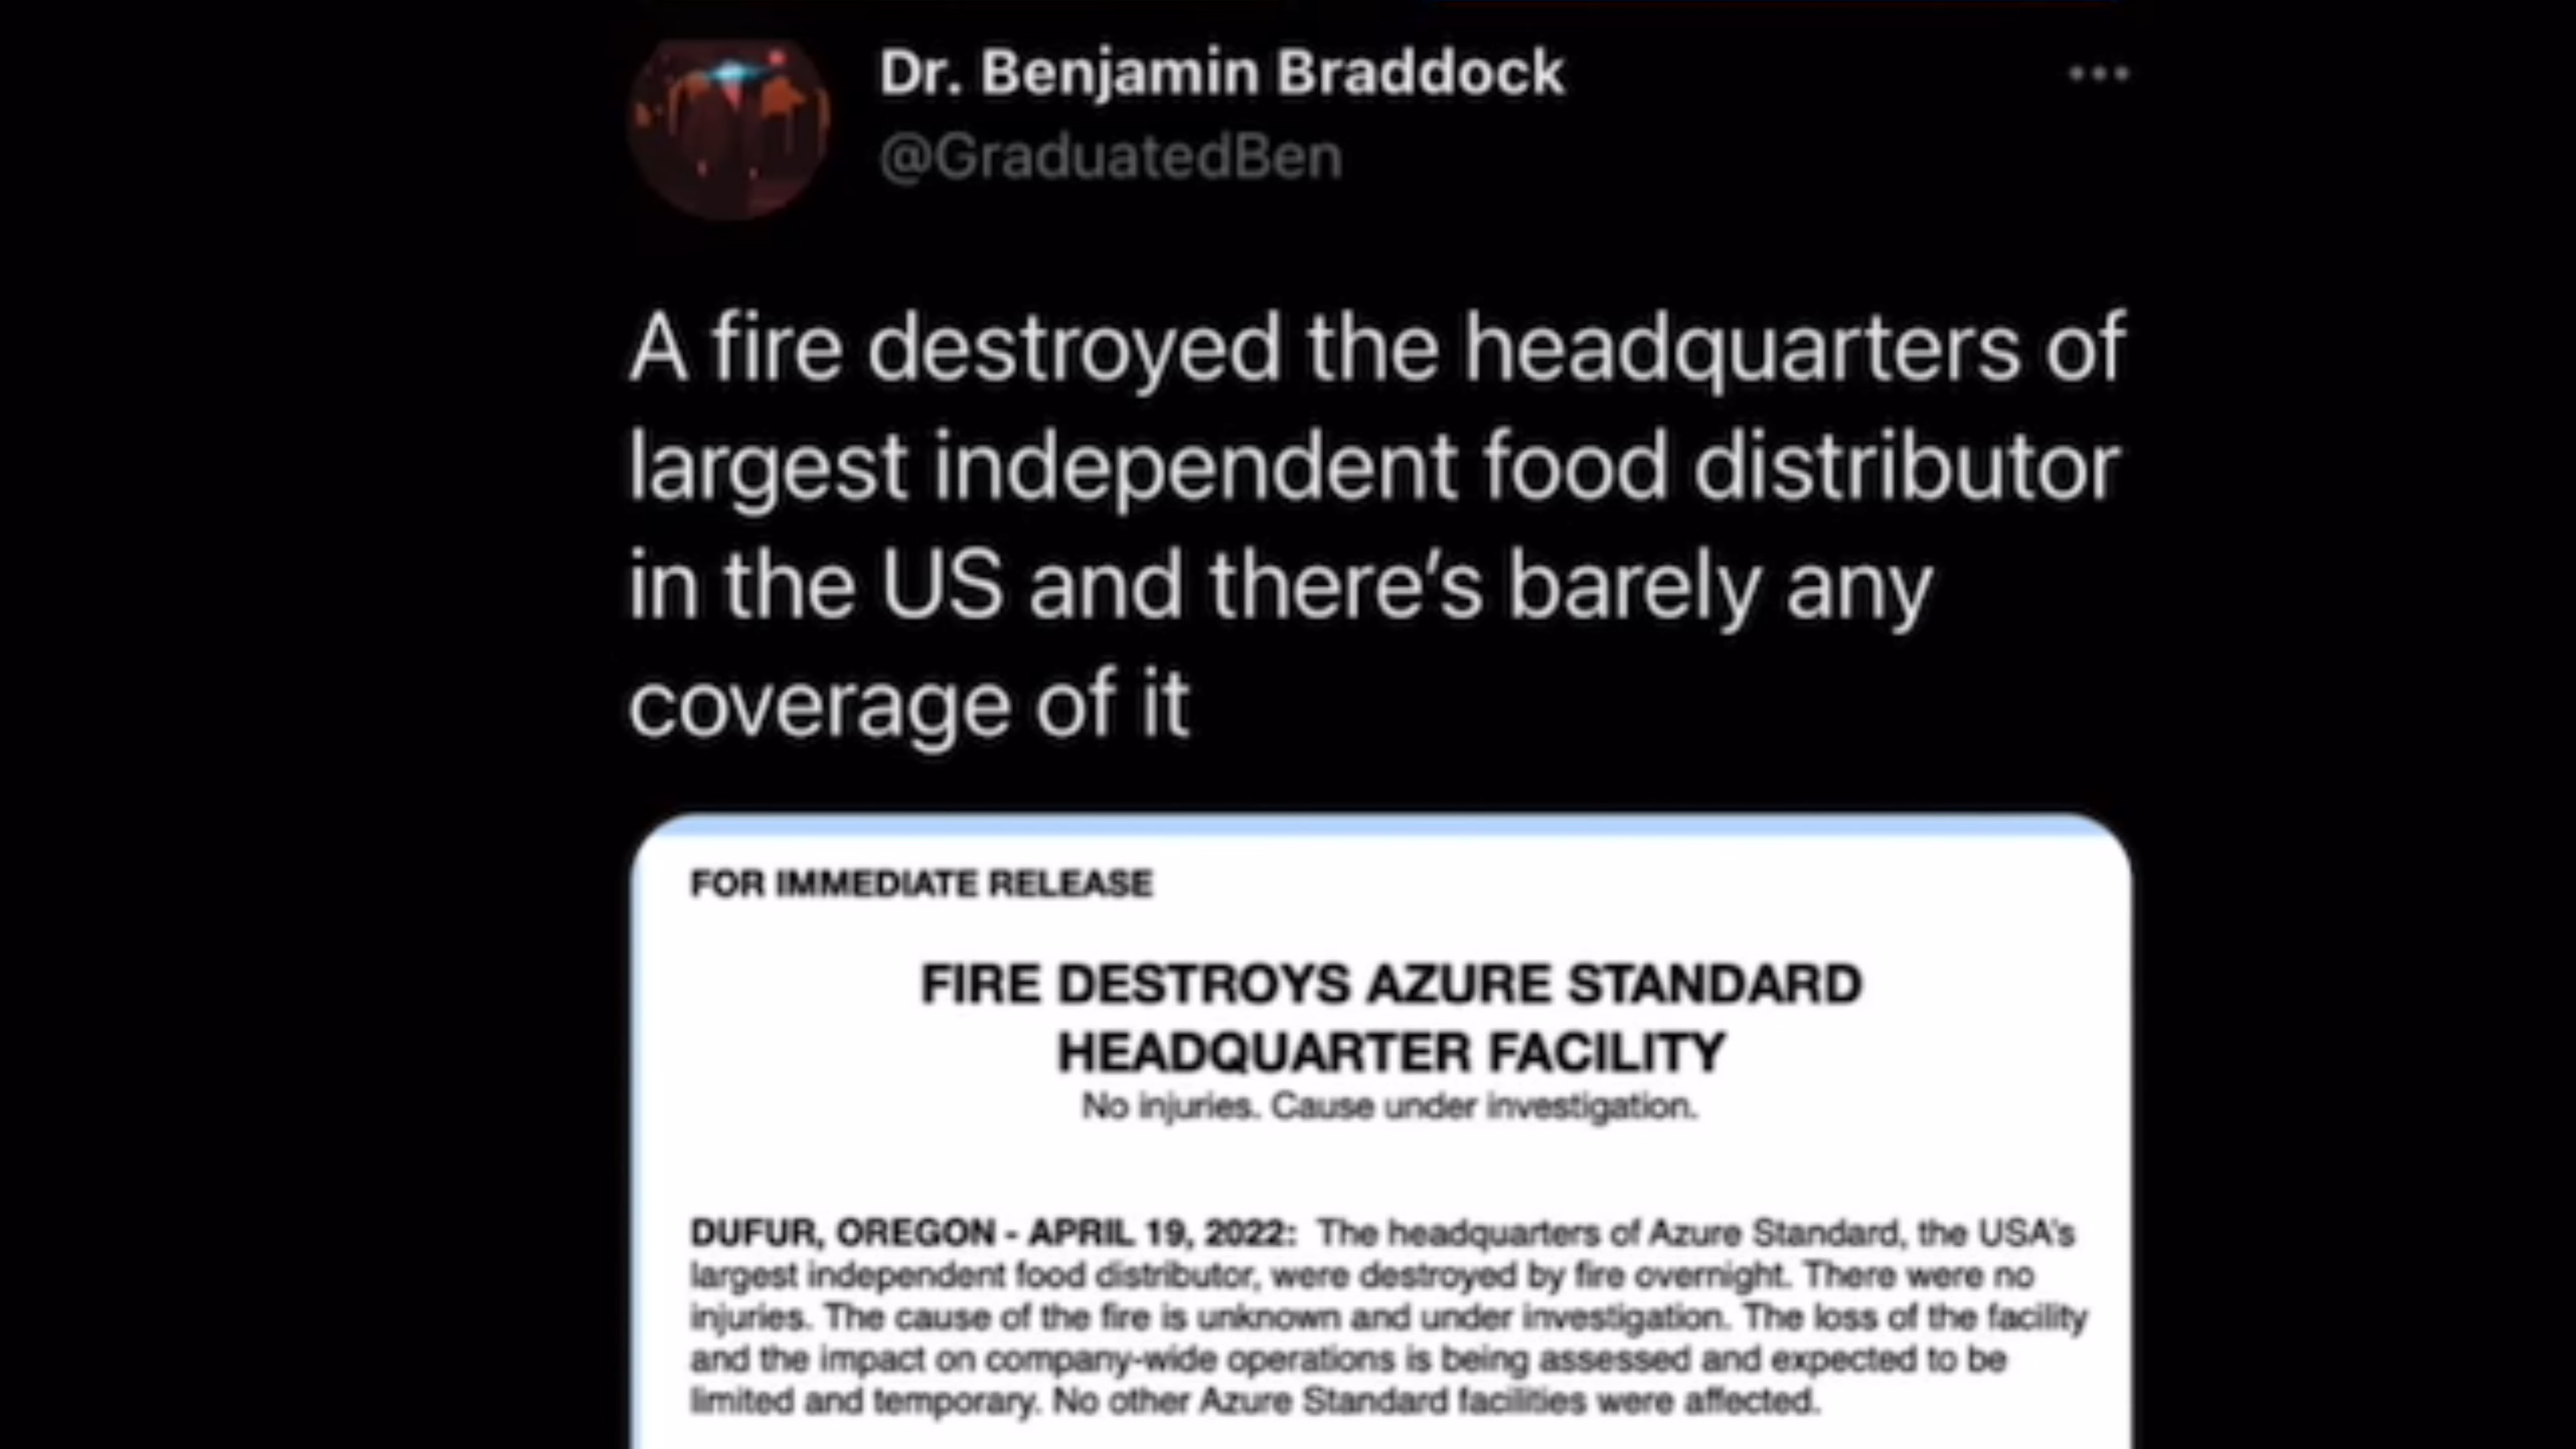 Dr. Benjamin Braddock
@GraduatedBen
A fire destroyed the headquarters of
largest independent food distributor
in the US and there’s barely any
coverage of it
FOR IMMEDIATE RELEASE
FIRE DESTROYS AZURE STANDARD
HEADQUARTER FACILITY
No injuries. Cause under investigation.
DUFUR, OREGON - APRIL 19, 2022: The headquarters of Azure Standard, the USA's
largest independent food distributor, were destroyed by fire overnight. There were no
injuries. The cause of the fire is unknown and under investigation. The loss of the facility
and the impact on company-wide operations is being assessed and expected to be
limited and temporary. No other Azure Standard facilities were affected.